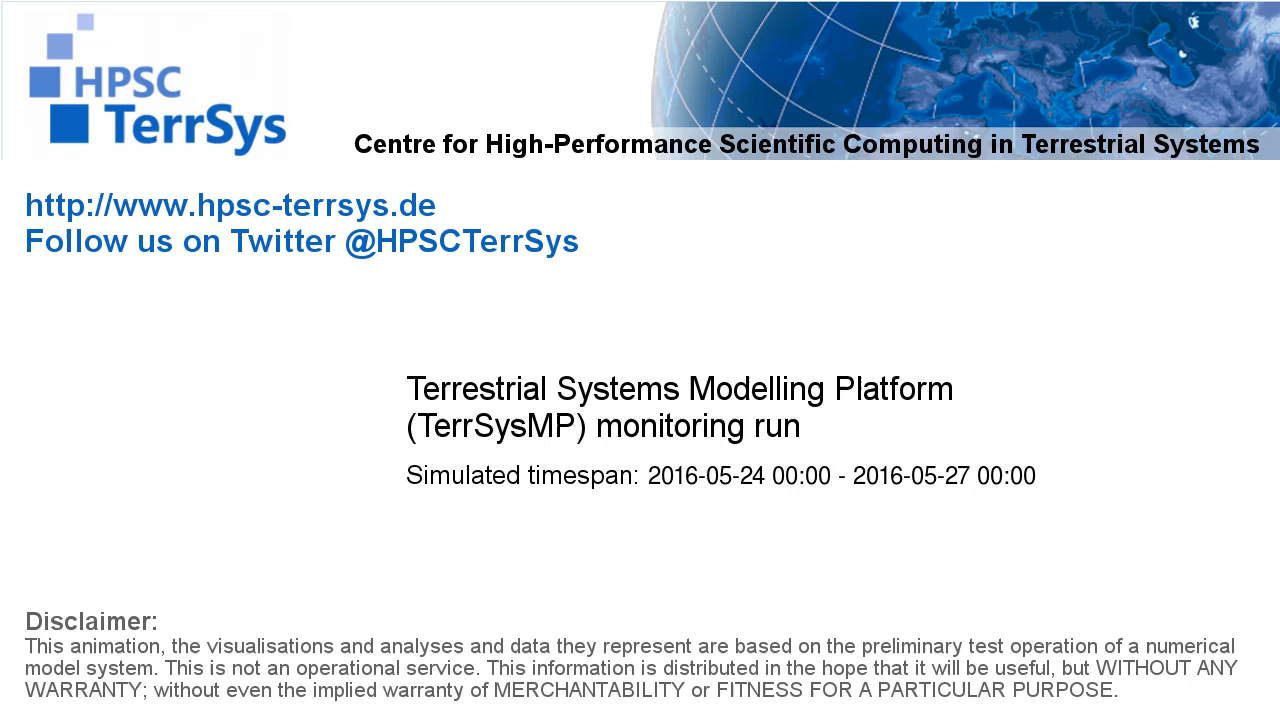 HPSC
TerrSys
Centre for High-Performance Scientific Computing in Terrestrial Systems
http://www.hpsc-terrsys.de
Follow us on Twitter @HPSCTerrSys
Terrestrial Systems Modelling Platform
(TerrSysMP) monitoring run
Simulated timespan: 2016-05-24 00:00 - 2016-05-27 00:00
Disclaimer:
This animation, the visualisations and analyses and data they represent are based on the preliminary test operation of a numerical
model system. This is not an operational service. This information is distributed in the hope that it will be useful, but WITHOUT ANY
WARRANTY; without even the implied warranty of MERCHANTABILITY or FITNESS FOR A PARTICULAR PURPOSE.